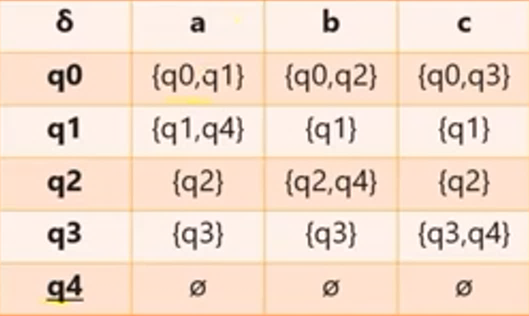 δ a b c
q0 {q0,q1} {q0,q2} {q0,q3}
q1 {q1,q4} {q1} {q1}
q2 {q2} {q2,q4} {q2}
q3 {q3} {q3} {q3,q4}
q4 ø ø ø